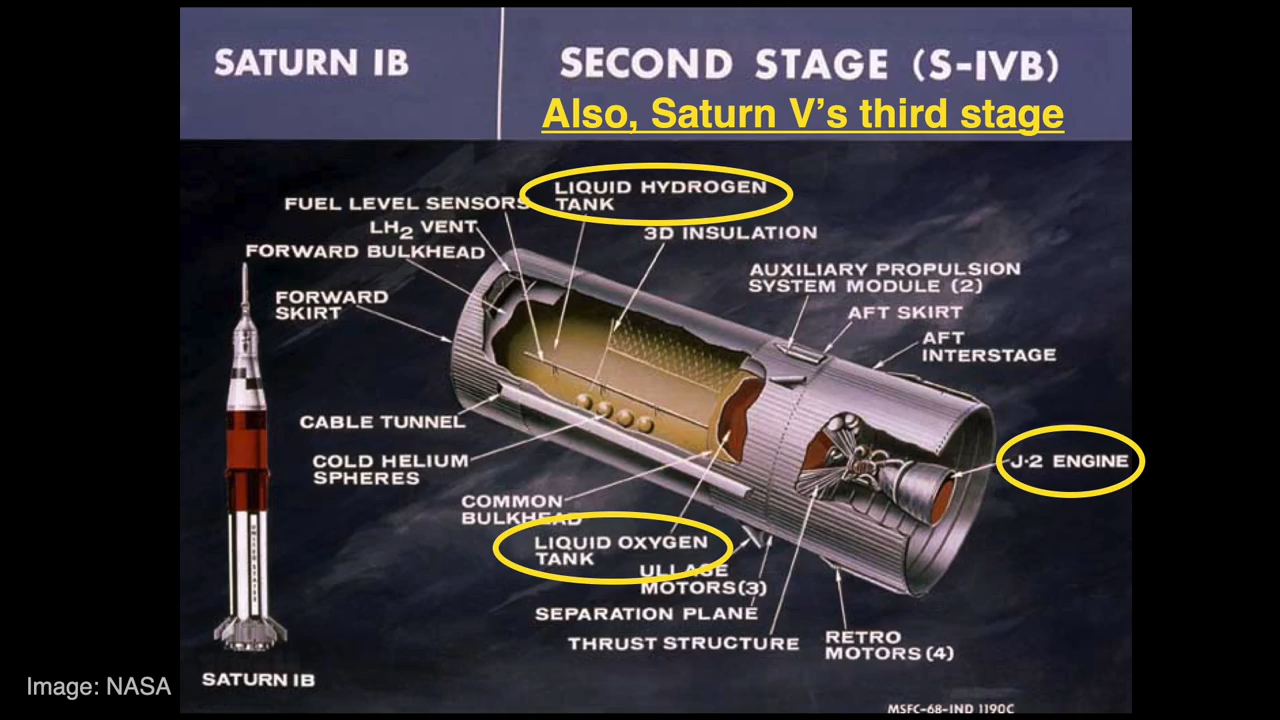 SATURN IB
SECOND STAGE (S-IVB)
Also, Saturn V’s third stage
LIQUID HYDROGEN
TANK
FUEL LEVEL SENSORS
LH2 VENT
3D INSULATION
FORWARD BULKHEAD
AUXILIARY PROPULSION
SYSTEM MODULE (2)
FORWARD
SKIRT
AFT SKIRT
AFT
INTERSTAGE
CABLE TUNNEL
COLD HELIUM
SPHERES
J-2 ENGINE
COMMON
BULKHEAD
LIQUID OXYGEN
TANK
ULLAGE
MOTORS(3)
SEPARATION PLANE
THRUST STRUCTURE
RETRO
MOTORS(4)
UNITED STATES
SATURN IB
Image: NASA
MSFC-68-IND 1190C